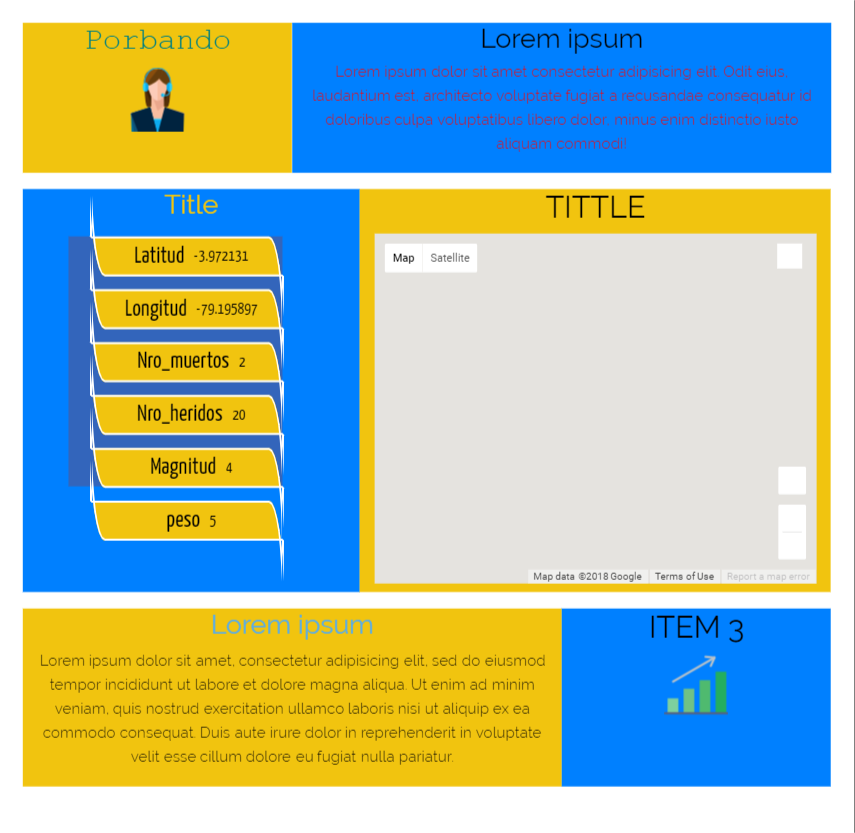 Porbando
Lorem ipsum
Lorem ipsum dolor sit amet consectetur adipisicing elit. Odit eius,
laudantium est, architecto voluptate fugiat a recusandae consequatur id
doloribus culpa voluptatibus libero dolor, minus enim distinctio iusto
aliquam commodi!
Title
Latitud -3.972131
Longitud -79.195897
Nro_muertos 2
Nro_heridos 20
Magnitud 4
peso 5
TITTLE
Map Satellite
Map data ©2018 Google Terms of Use Report a map error
Lorem ipsum
Lorem ipsum dolor sit amet, consectetur adipisicing elit, sed do eiusmod
tempor incididunt ut labore et dolore magna aliqua. Ut enim ad minim
veniam, quis nostrud exercitation ullamco laboris nisi ut aliquip ex ea
commodo consequat. Duis aute irure dolor in reprehenderit in voluptate
velit esse cillum dolore eu fugiat nulla pariatur.
ITEM 3